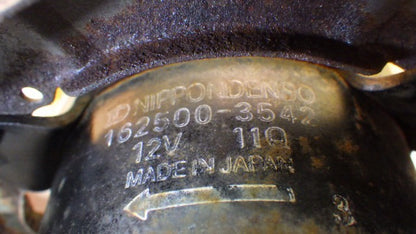 ND NIPPONDENSO
162500-3542
12V 11Ω
MADE IN JAPAN